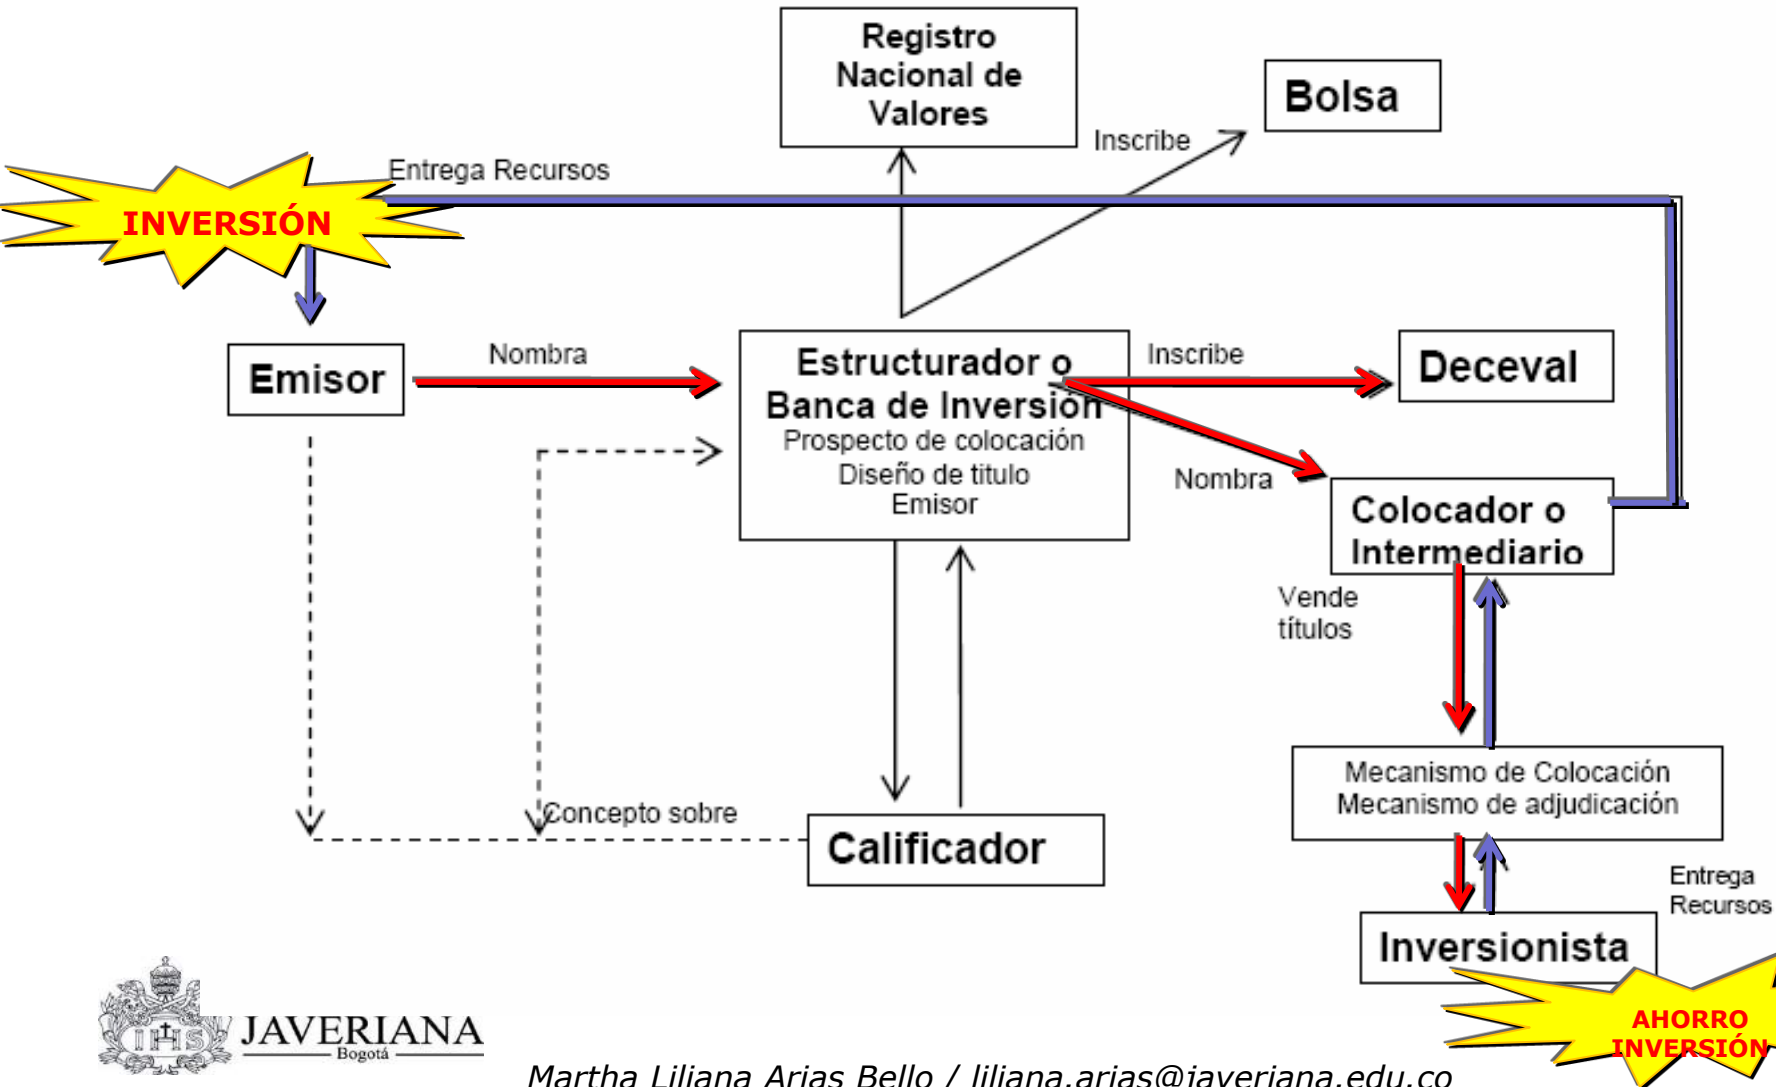 Registro
Nacional de
Valores
Bolsa
Inscribe
Entrega Recursos
INVERSIÓN
Emisor
Nombra
Estructurador o
Banca de Inversión
Prospecto de colocación
Diseño de titulo
Emisor
Inscribe
Deceval
Nombra
Colocador o
Intermediario
Vende
títulos
Mecanismo de Colocación
Mecanismo de adjudicación
Concepto sobre
Calificador
Entrega
Recursos
Inversionista
AHORRO
INVERSIÓN
IHS
JAVERIANA
Bogotá
Martha Liliana Arias Bello / liliana.arias@javeriana.edu.co